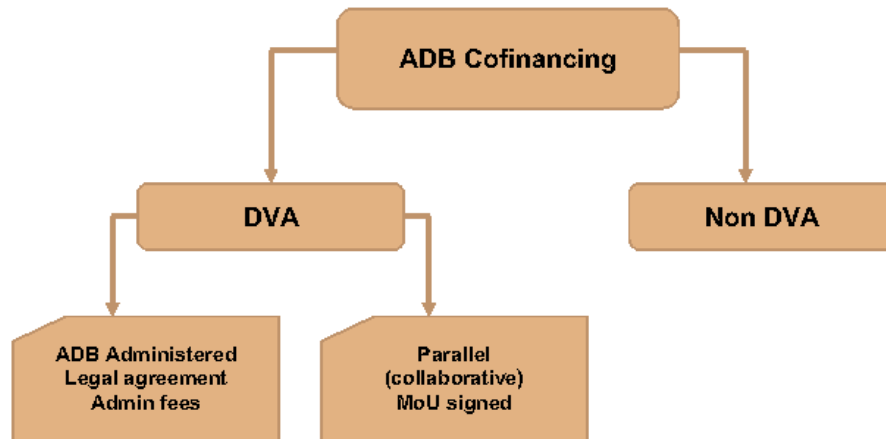 ADB Cofinancing
DVA
Non DVA
ADB Administered
Legal agreement
Admin fees
Parallel
(collaborative)
MoU signed